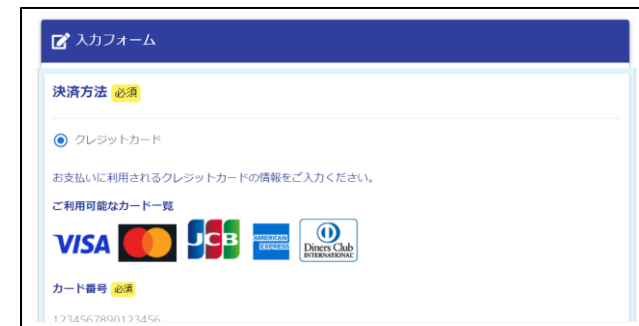 入力フォーム
決済方法 必須
クレジットカード
お支払いに利用されるクレジットカードの情報をご入力ください。
ご利用可能なカード一覧
VISA JCB AMERICAN EXPRESS Diners Club INTERNATIONAL
カード番号 必須
1234567890123456